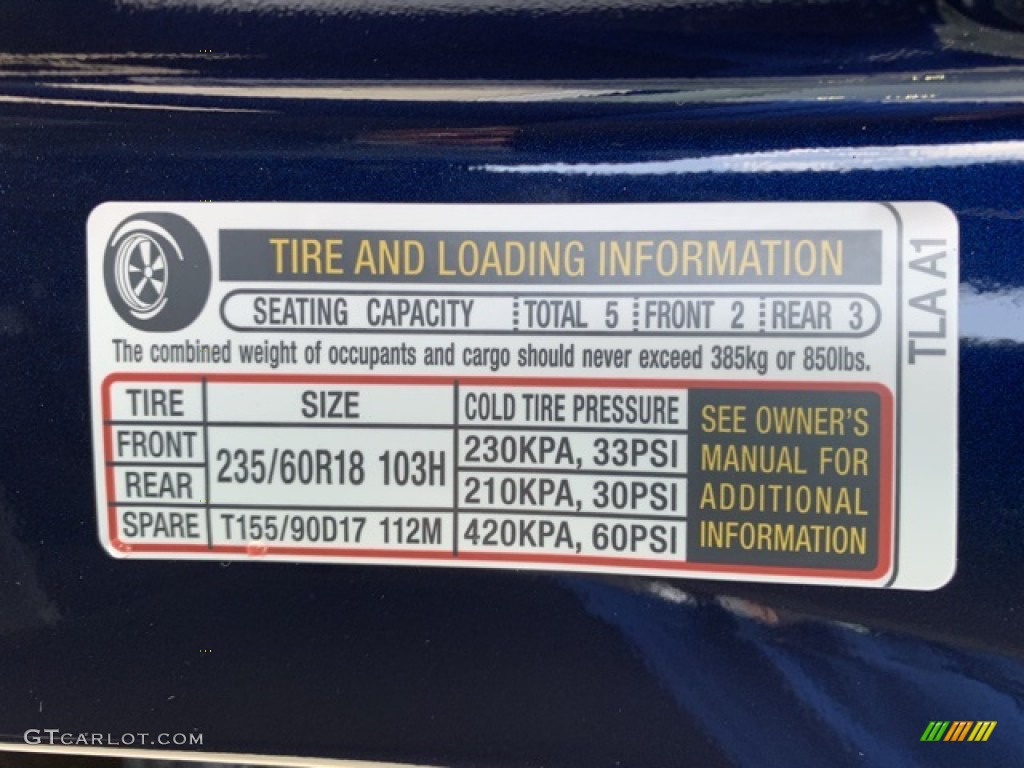 TIRE AND LOADING INFORMATION
SEATING CAPACITY TOTAL 5 FRONT 2 REAR 3
The combined weight of occupants and cargo should never exceed 385kg or 850lbs.
TIRE SIZE COLD TIRE PRESSURE
FRONT 235/60R18 103H 230KPA, 33PSI
REAR 210KPA, 30PSI
SPARE T155/90D17 112M 420KPA, 60PSI
SEE OWNER'S
MANUAL FOR
ADDITIONAL
INFORMATION
TLA A1
GTCARLOT.COM